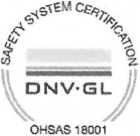 SAFETY SYSTEM CERTIFICATION
DNV·GL
OHSAS 18001